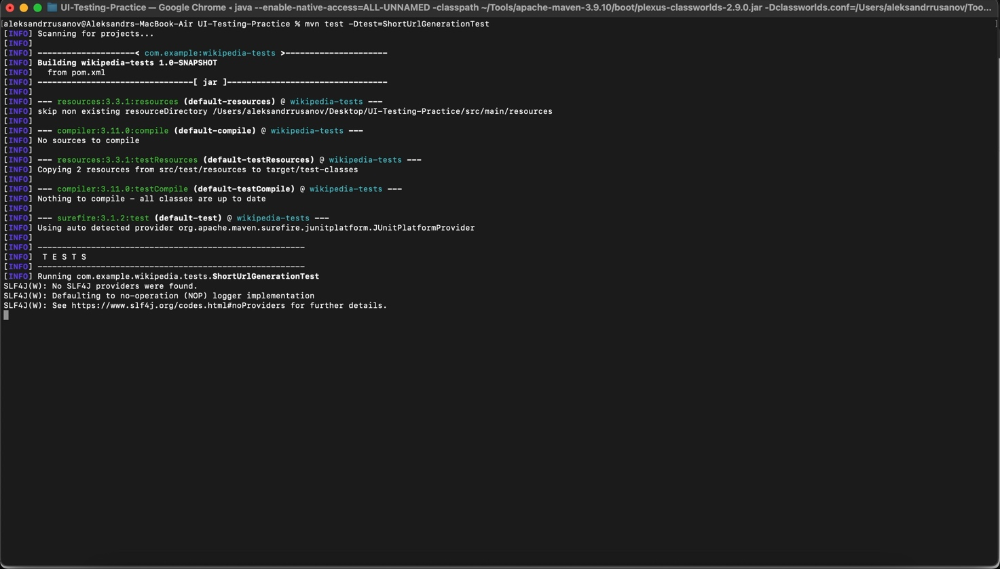 UI-Testing-Practice — Google Chrome ◂ java --enable-native-access=ALL-UNNAMED -classpath ~/Tools/apache-maven-3.9.10/boot/plexus-classworlds-2.9.0.jar -Dclassworlds.conf=/Users/aleksandrrusanov/Too...
[aleksandrrusanov@Aleksandrs-MacBook-Air UI-Testing-Practice % mvn test -Dtest=ShortUrlGenerationTest ]
[INFO] Scanning for projects...
[INFO]
[INFO] --------------------< com.example:wikipedia-tests >---------------------
[INFO] Building wikipedia-tests 1.0-SNAPSHOT
[INFO]   from pom.xml
[INFO] --------------------------------[ jar ]---------------------------------
[INFO]
[INFO] --- resources:3.3.1:resources (default-resources) @ wikipedia-tests ---
[INFO] skip non existing resourceDirectory /Users/aleksandrrusanov/Desktop/UI-Testing-Practice/src/main/resources
[INFO]
[INFO] --- compiler:3.11.0:compile (default-compile) @ wikipedia-tests ---
[INFO] No sources to compile
[INFO]
[INFO] --- resources:3.3.1:testResources (default-testResources) @ wikipedia-tests ---
[INFO] Copying 2 resources from src/test/resources to target/test-classes
[INFO]
[INFO] --- compiler:3.11.0:testCompile (default-testCompile) @ wikipedia-tests ---
[INFO] Nothing to compile - all classes are up to date
[INFO]
[INFO] --- surefire:3.1.2:test (default-test) @ wikipedia-tests ---
[INFO] Using auto detected provider org.apache.maven.surefire.junitplatform.JUnitPlatformProvider
[INFO]
[INFO] -------------------------------------------------------
[INFO]  T E S T S
[INFO] -------------------------------------------------------
[INFO] Running com.example.wikipedia.tests.ShortUrlGenerationTest
SLF4J(W): No SLF4J providers were found.
SLF4J(W): Defaulting to no-operation (NOP) logger implementation
SLF4J(W): See https://www.slf4j.org/codes.html#noProviders for further details.